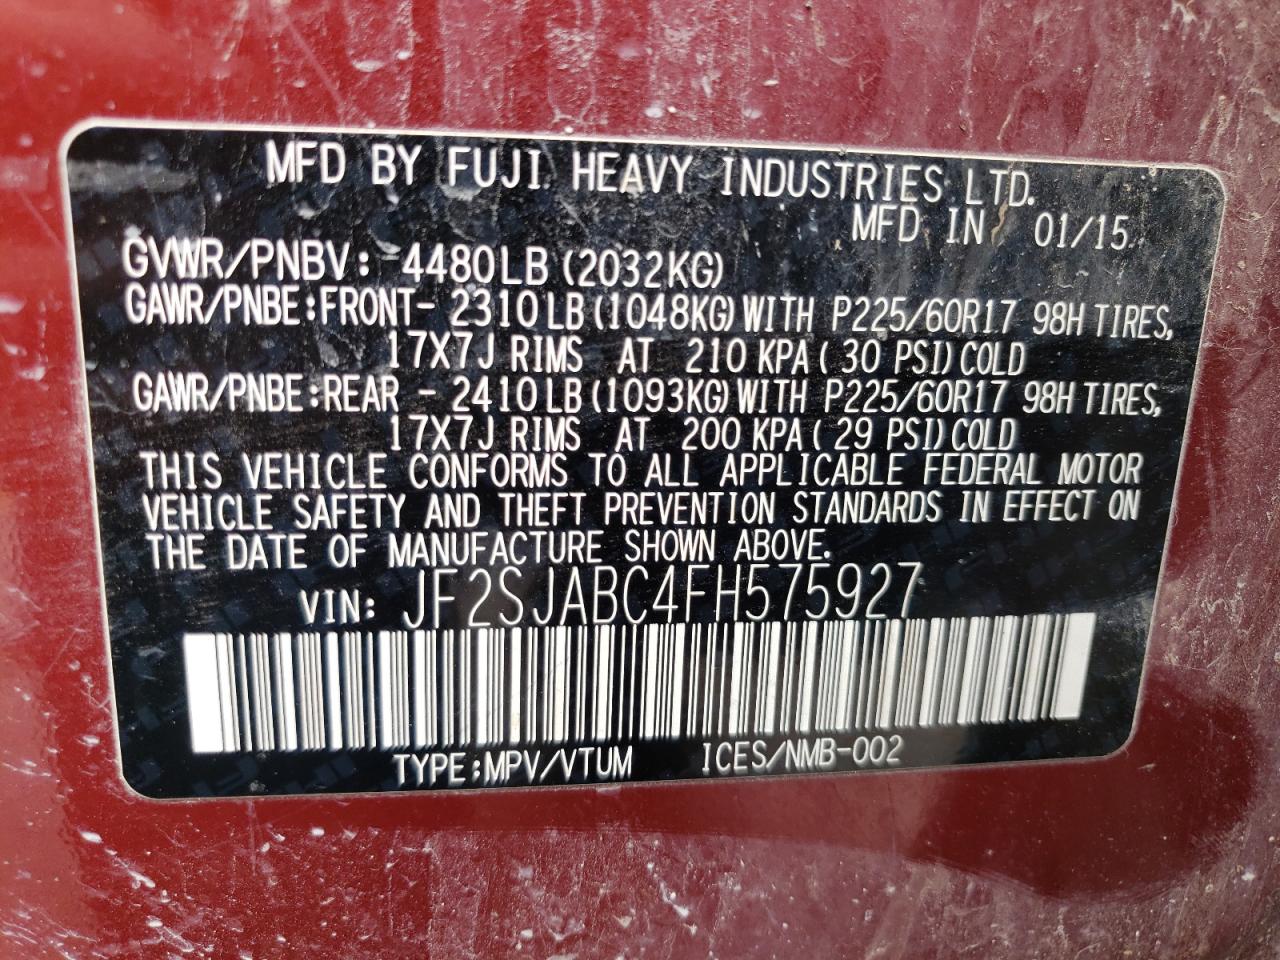 MFD BY FUJI HEAVY INDUSTRIES LTD.
MFD IN 01/15
GVWR/PNBV: 4480LB (2032KG)
GAWR/PNBE:FRONT- 2310LB(1048KG)WITH P225/60R17 98H TIRES,
17X7J RIMS AT 210 KPA( 30 PSI)COLD
GAWR/PNBE:REAR - 2410LB(1093KG)WITH P225/60R17 98H TIRES,
17X7J RIMS AT 200 KPA( 29 PSI)COLD
THIS VEHICLE CONFORMS TO ALL APPLICABLE FEDERAL MOTOR
VEHICLE SAFETY AND THEFT PREVENTION STANDARDS IN EFFECT ON
THE DATE OF MANUFACTURE SHOWN ABOVE.
VIN: JF2SJABC4FH575927
TYPE:MPV/VTUM ICES/NMB-002